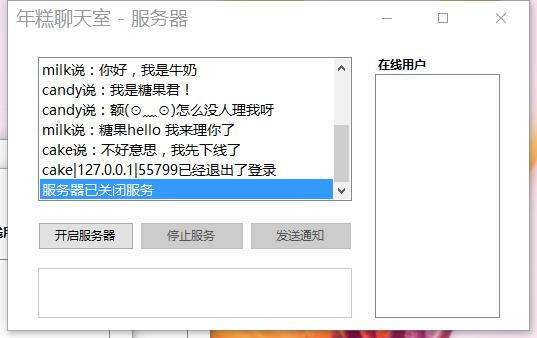 年糕聊天室 - 服务器
milk说：你好，我是牛奶
candy说：我是糖果君！
candy说：额(⊙﹏⊙)怎么没人理我呀
milk说：糖果hello 我来理你了
cake说：不好意思，我先下线了
cake|127.0.0.1|55799已经退出了登录
服务器已关闭服务
在线用户
开启服务器
停止服务
发送通知